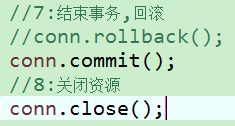 //7:结束事务,回滚
//conn.rollback();
conn.commit();
//8:关闭资源
conn.close();